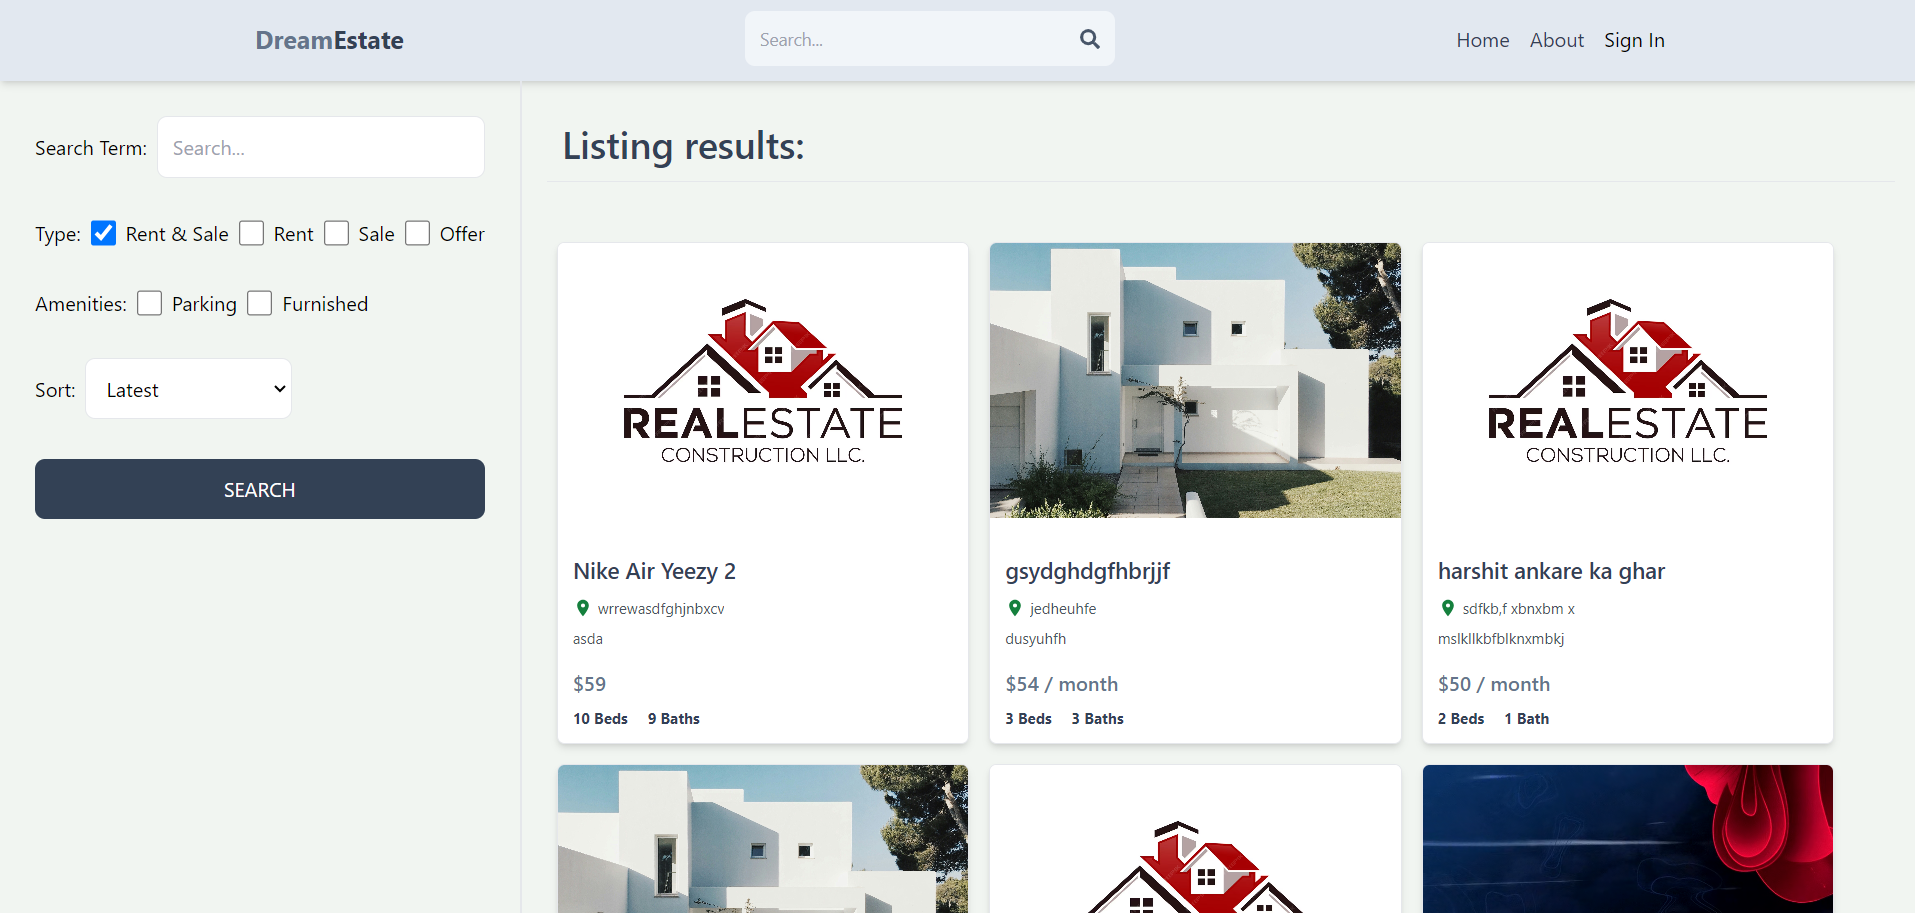 DreamEstate
Search...
Home About Sign In
Search Term: Search...
Type: Rent & Sale Rent Sale Offer
Amenities: Parking Furnished
Sort: Latest
SEARCH
Listing results:
REALESTATE
CONSTRUCTION LLC.
Nike Air Yeezy 2
wrrewasdfghjnbxcv
asda
$59
10 Beds 9 Baths
gsydghdgfhbrjjf
jedheuhfe
dusyuhfh
$54 / month
3 Beds 3 Baths
REALESTATE
CONSTRUCTION LLC.
harshit ankare ka ghar
sdfkb,f xbnxbm x
mslkllkbfblknxmbkj
$50 / month
2 Beds 1 Bath